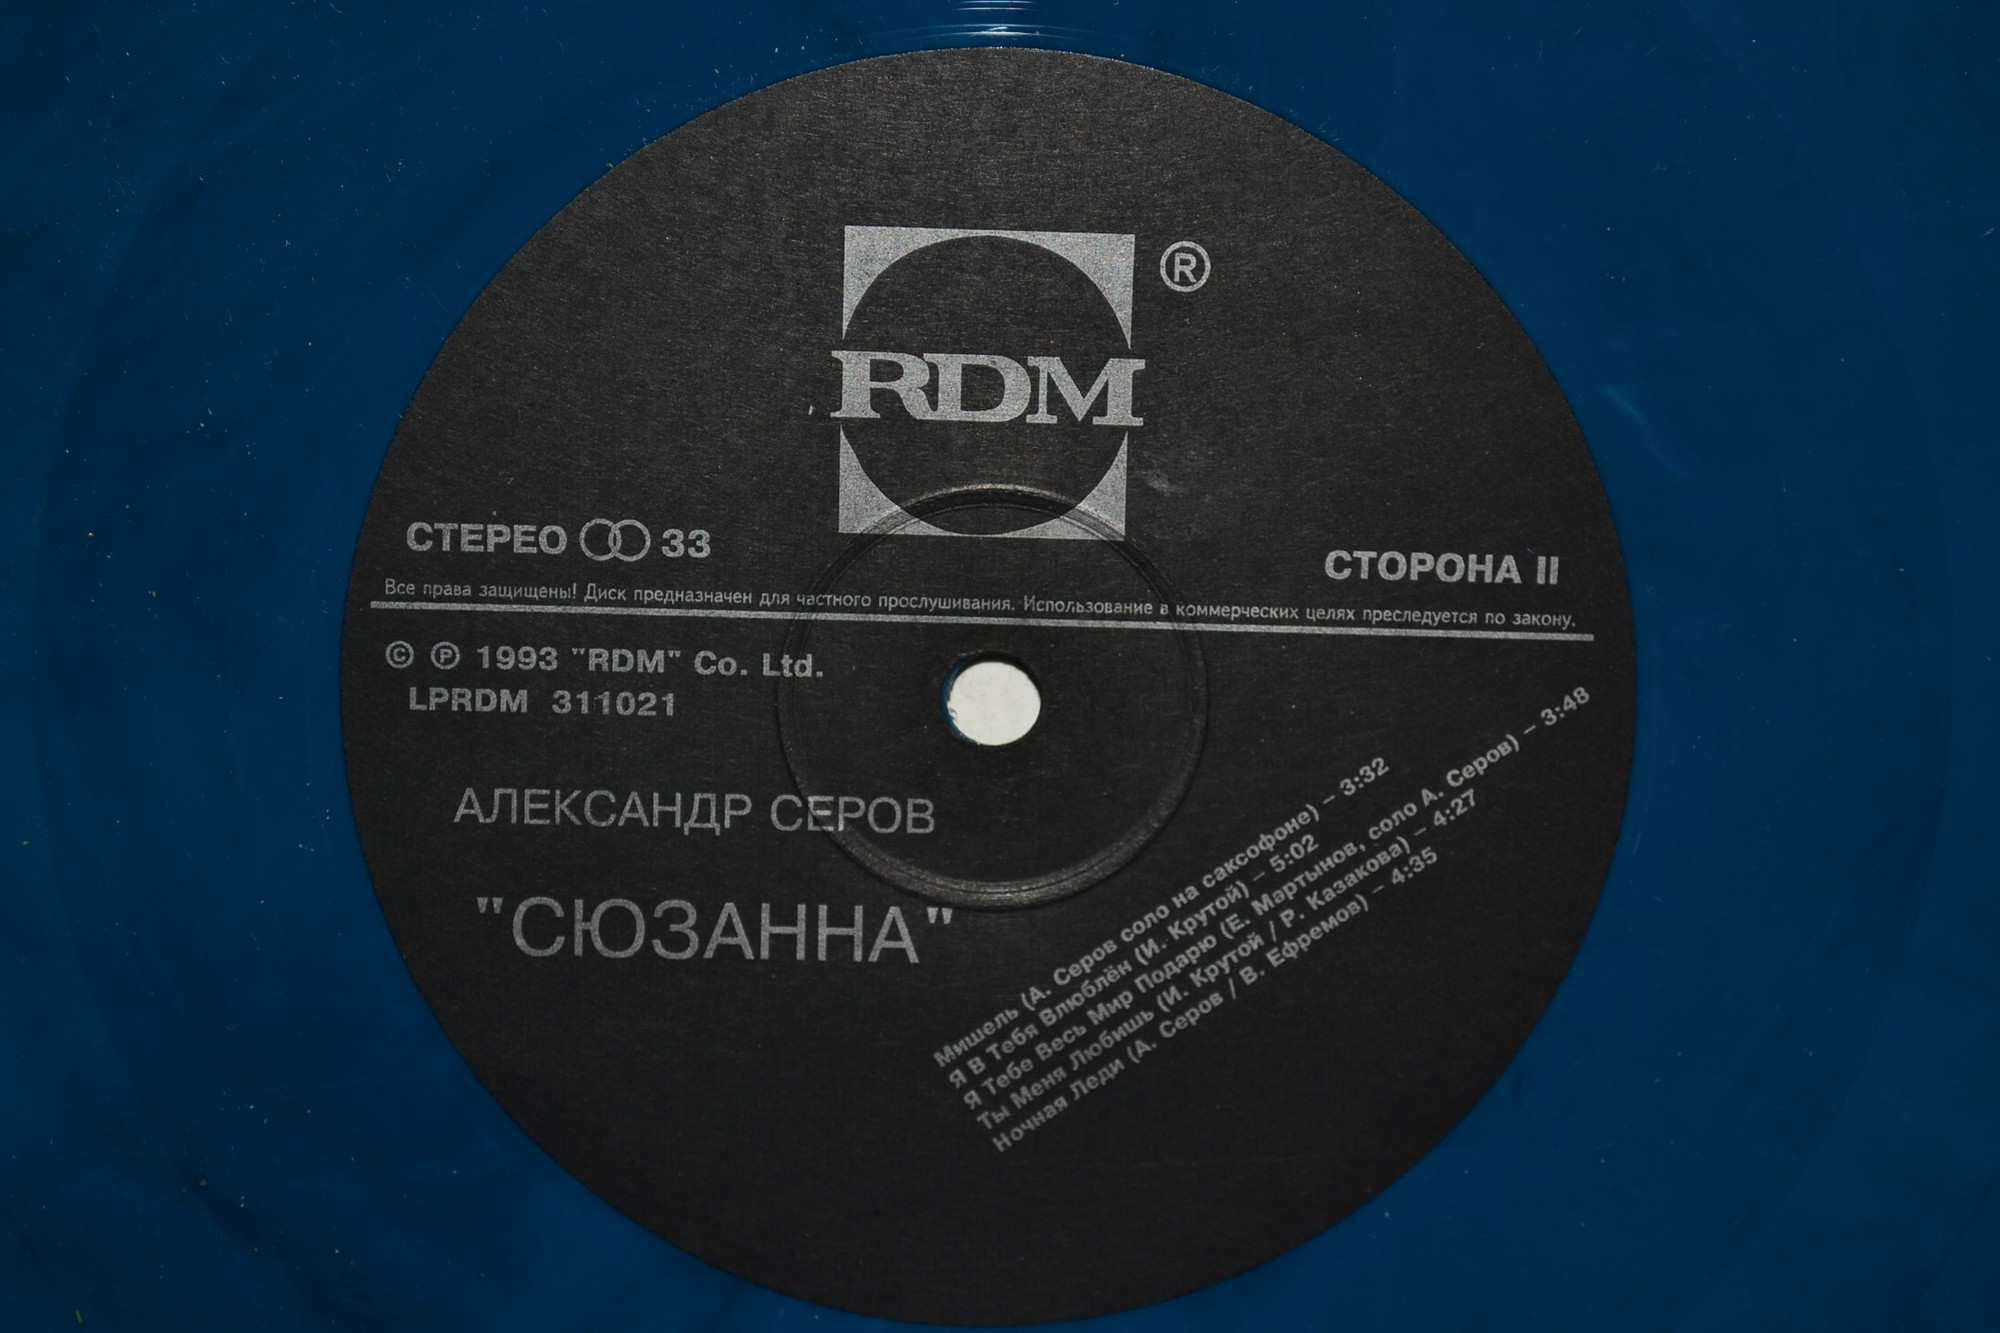 RDM ®
СТЕРЕО 33
СТОРОНА II
Все права защищены! Диск предназначен для частного прослушивания. Использование в коммерческих целях преследуется по закону.
© ℗ 1993 "RDM" Co. Ltd.
LPRDM 311021
АЛЕКСАНДР СЕРОВ
"СЮЗАННА"
Мишель (А. Серов соло на саксофоне) – 3:32
Я В Тебя Влюблён (И. Крутой) – 5:02
Я Тебе Весь Мир Подарю (Е. Мартынов, соло А. Серов) – 3:48
Ты Меня Любишь (И. Крутой / Р. Казакова) – 4:27
Ночная Леди (А. Серов / В. Ефремов) – 4:35